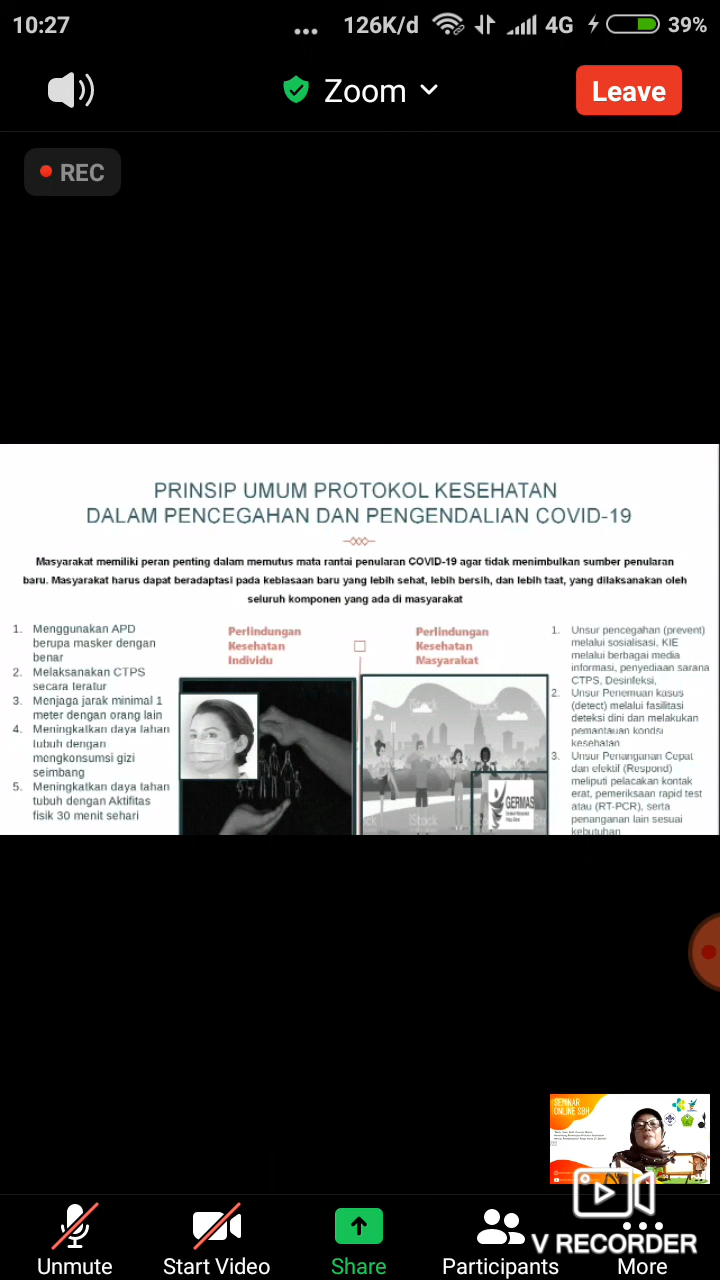 10:27
... 126K/d 4G 39%
Zoom
Leave
REC
PRINSIP UMUM PROTOKOL KESEHATAN
DALAM PENCEGAHAN DAN PENGENDALIAN COVID-19
Masyarakat memiliki peran penting dalam memutus mata rantai penularan COVID-19 agar tidak menimbulkan sumber penularan
baru. Masyarakat harus dapat beradaptasi pada kebiasaan baru yang lebih sehat, lebih bersih, dan lebih taat, yang dilaksanakan oleh
seluruh komponen yang ada di masyarakat
1. Menggunakan APD
berupa masker dengan
benar
2. Melaksanakan CTPS
secara teratur
3. Menjaga jarak minimal 1
meter dengan orang lain
4. Meningkatkan daya tahan
tubuh dengan
mengkonsumsi gizi
seimbang
5. Meningkatkan daya tahan
tubuh dengan Aktifitas
fisik 30 menit sehari
Perlindungan
Kesehatan
Individu
Perlindungan
Kesehatan
Masyarakat
iStock
iStock
iStock
GERMAS
1. Unsur pencegahan (prevent)
melalui sosialisasi, KIE
melalui berbagai media
informasi, penyediaan sarana
CTPS, Desinfeksi,
2. Unsur Penemuan kasus
(detect) melalui fasilitasi
deteksi dini dan melakukan
pemantauan kondisi
kesehatan
3. Unsur Penanganan Cepat
dan efektif (Respond)
meliputi pelacakan kontak
erat, pemeriksaan rapid test
atau (RT-PCR), serta
penanganan lain sesuai
kebutuhan
SEMINAR
ONLINE SBH
V RECORDER
Unmute
Start Video
Share
Participants
More